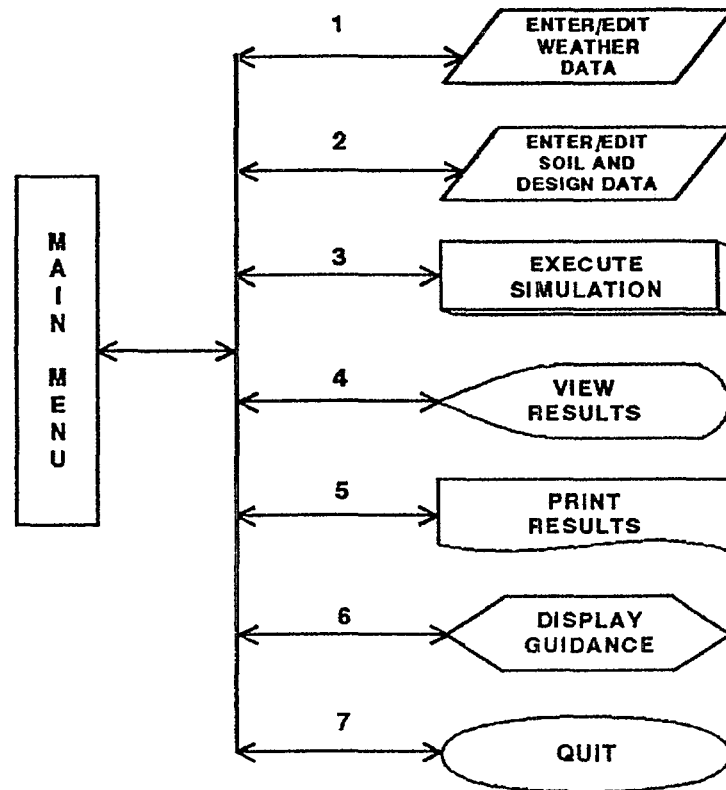 MAIN MENU
1
ENTER/EDIT
WEATHER
DATA
2
ENTER/EDIT
SOIL AND
DESIGN DATA
3
EXECUTE
SIMULATION
4
VIEW
RESULTS
5
PRINT
RESULTS
6
DISPLAY
GUIDANCE
7
QUIT